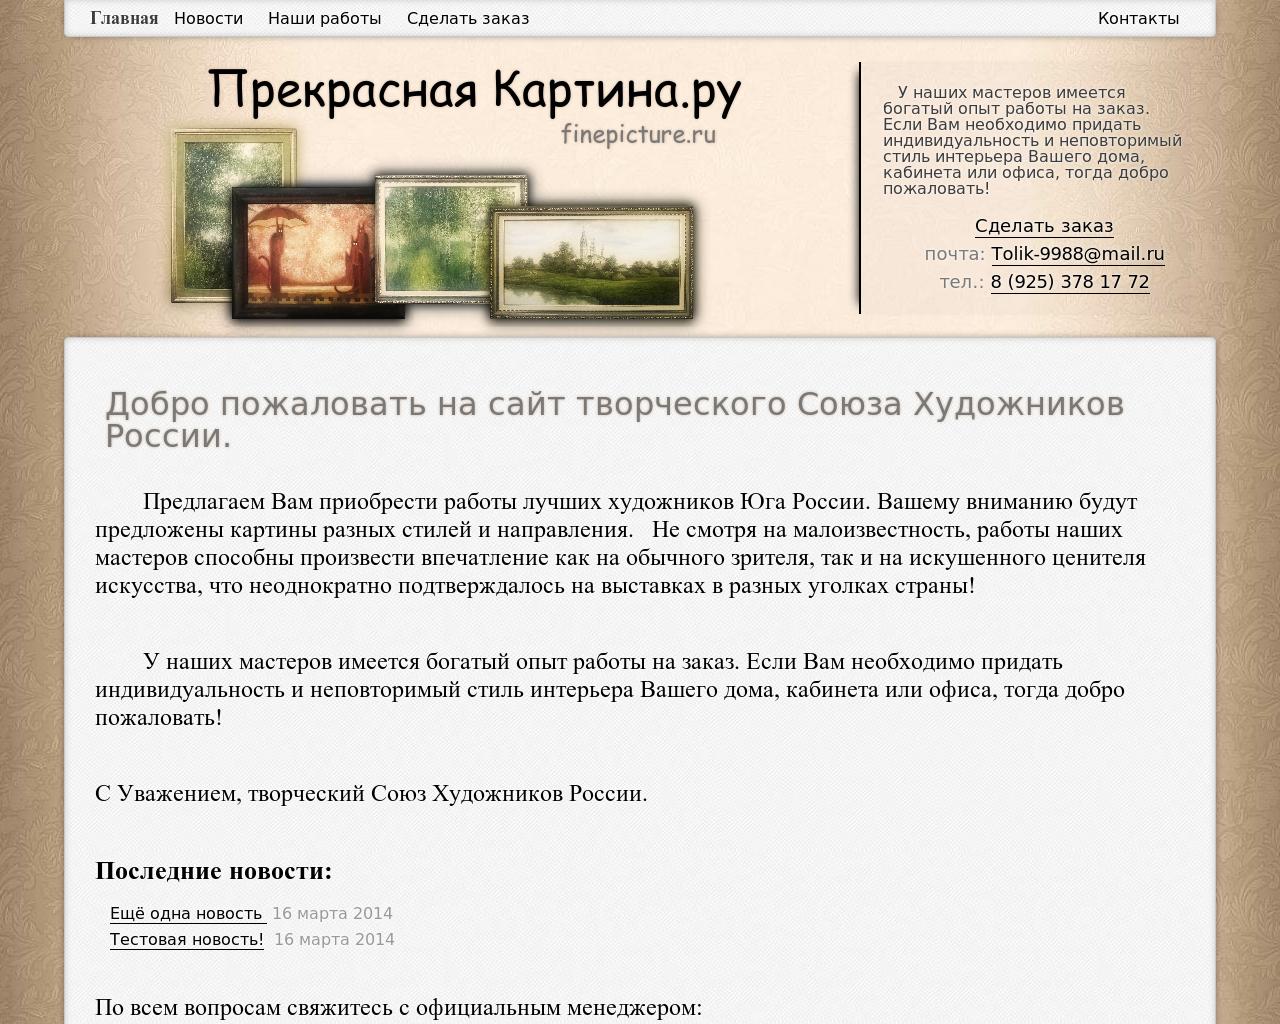 Главная Новости Наши работы Сделать заказ Контакты
Прекрасная Картина.ру
finepicture.ru
У наших мастеров имеется
богатый опыт работы на заказ.
Если Вам необходимо придать
индивидуальность и неповторимый
стиль интерьера Вашего дома,
кабинета или офиса, тогда добро
пожаловать!
Сделать заказ
почта: Tolik-9988@mail.ru
тел.: 8 (925) 378 17 72
Добро пожаловать на сайт творческого Союза Художников
России.
Предлагаем Вам приобрести работы лучших художников Юга России. Вашему вниманию будут
предложены картины разных стилей и направления. Не смотря на малоизвестность, работы наших
мастеров способны произвести впечатление как на обычного зрителя, так и на искушенного ценителя
искусства, что неоднократно подтверждалось на выставках в разных уголках страны!
У наших мастеров имеется богатый опыт работы на заказ. Если Вам необходимо придать
индивидуальность и неповторимый стиль интерьера Вашего дома, кабинета или офиса, тогда добро
пожаловать!
С Уважением, творческий Союз Художников России.
Последние новости:
Ещё одна новость 16 марта 2014
Тестовая новость! 16 марта 2014
По всем вопросам свяжитесь с официальным менеджером: